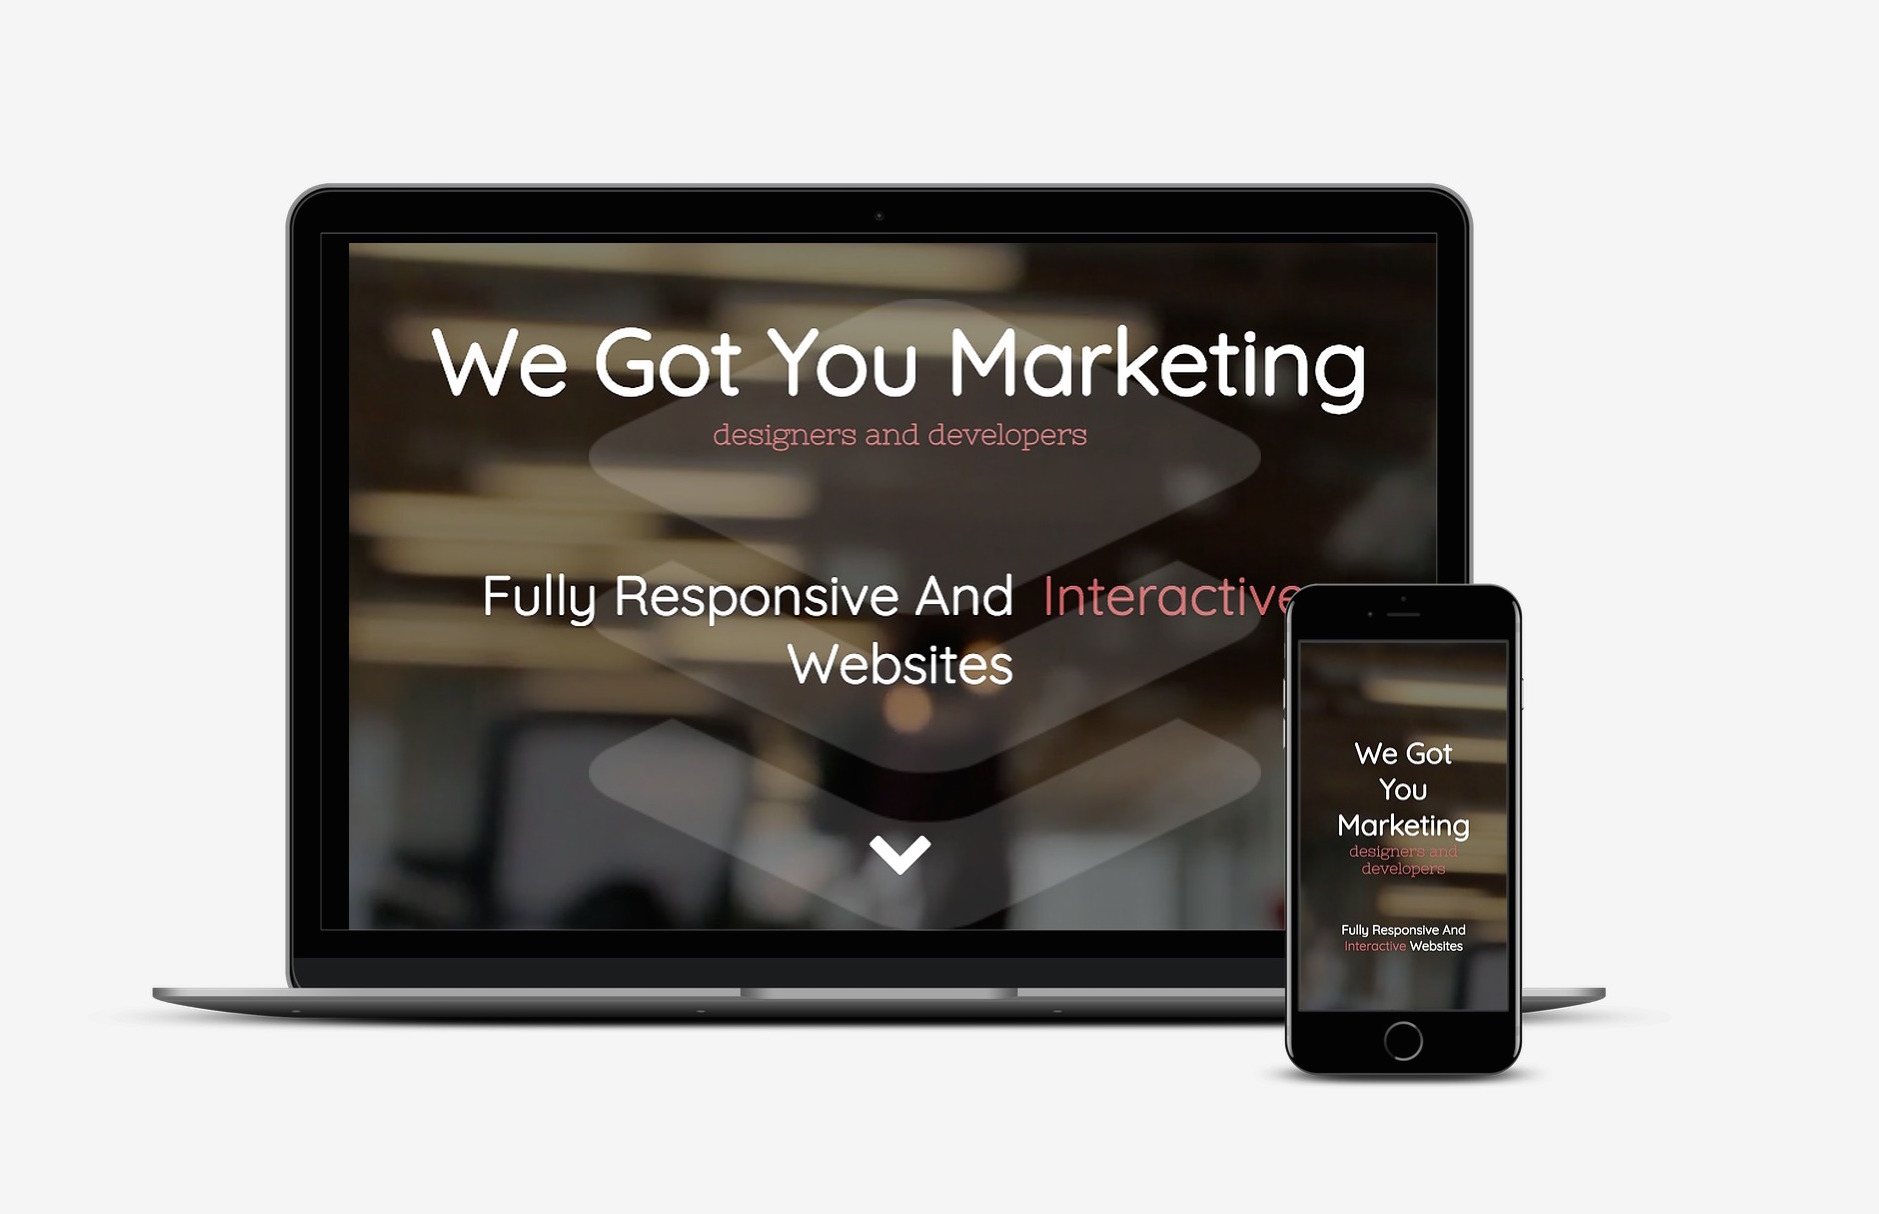 We Got You Marketing
designers and developers
Fully Responsive And Interactive
Websites
We Got
You
Marketing
designers and
developers
Fully Responsive And
Interactive Websites